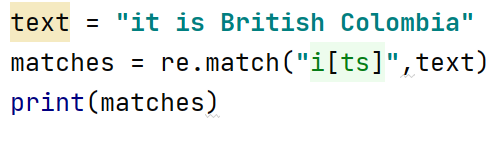 text = "it is British Colombia"
matches = re.match("i[ts]",text)
print(matches)